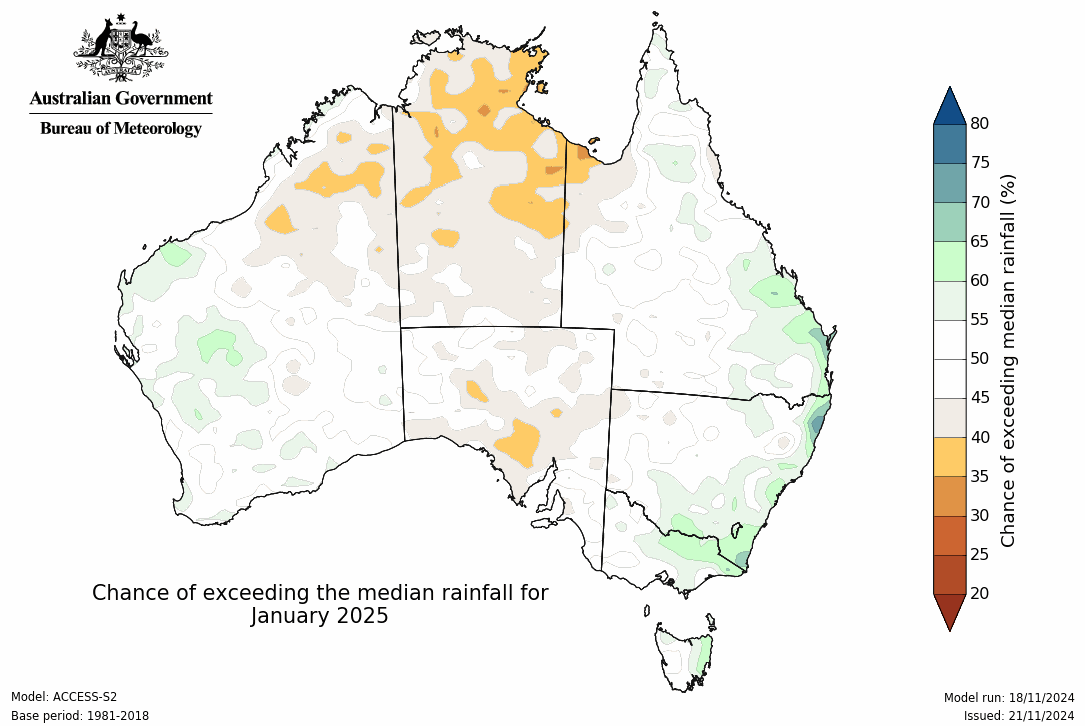 AUSTRALIA
Australian Government
Bureau of Meteorology
80
75
70
65
60
55
50
45
40
35
30
25
20
Chance of exceeding median rainfall (%)
Chance of exceeding the median rainfall for
January 2025
Model: ACCESS-S2
Base period: 1981-2018
Model run: 18/11/2024
Issued: 21/11/2024